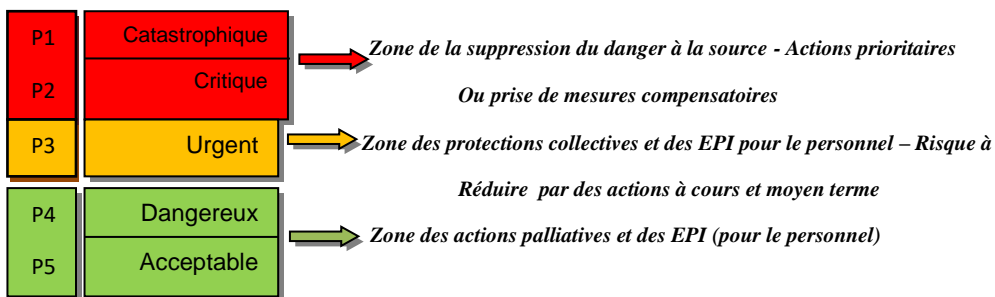 P1 Catastrophique
Zone de la suppression du danger à la source - Actions prioritaires
P2 Critique
Ou prise de mesures compensatoires
P3 Urgent
Zone des protections collectives et des EPI pour le personnel – Risque à
Réduire par des actions à cours et moyen terme
P4 Dangereux
Zone des actions palliatives et des EPI (pour le personnel)
P5 Acceptable